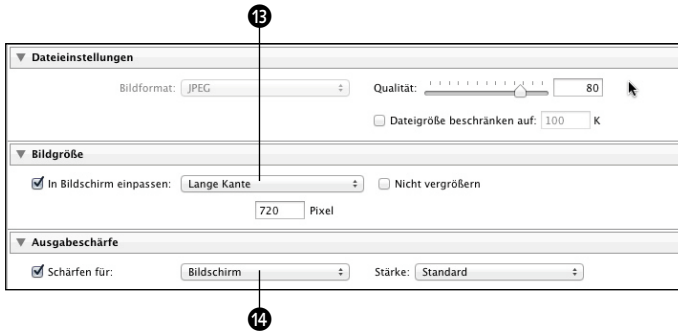 13
Dateieinstellungen
Bildformat: JPEG Qualität: 80
Dateigröße beschränken auf: 100 K
Bildgröße
In Bildschirm einpassen: Lange Kante Nicht vergrößern
720 Pixel
Ausgabeschärfe
Schärfen für: Bildschirm Stärke: Standard
14